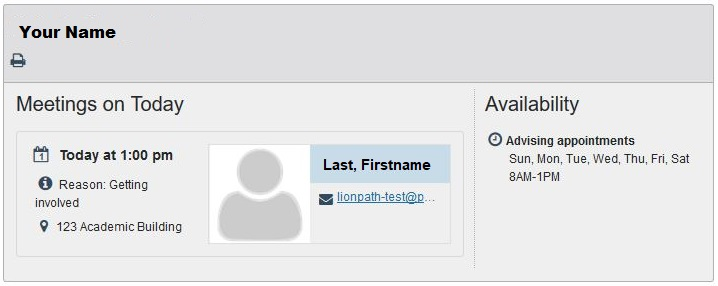 Your Name
Meetings on Today
1
Today at 1:00 pm
Reason: Getting
involved
123 Academic Building
Last, Firstname
lionpath-test@p...
Availability
Advising appointments
Sun, Mon, Tue, Wed, Thu, Fri, Sat
8AM-1PM